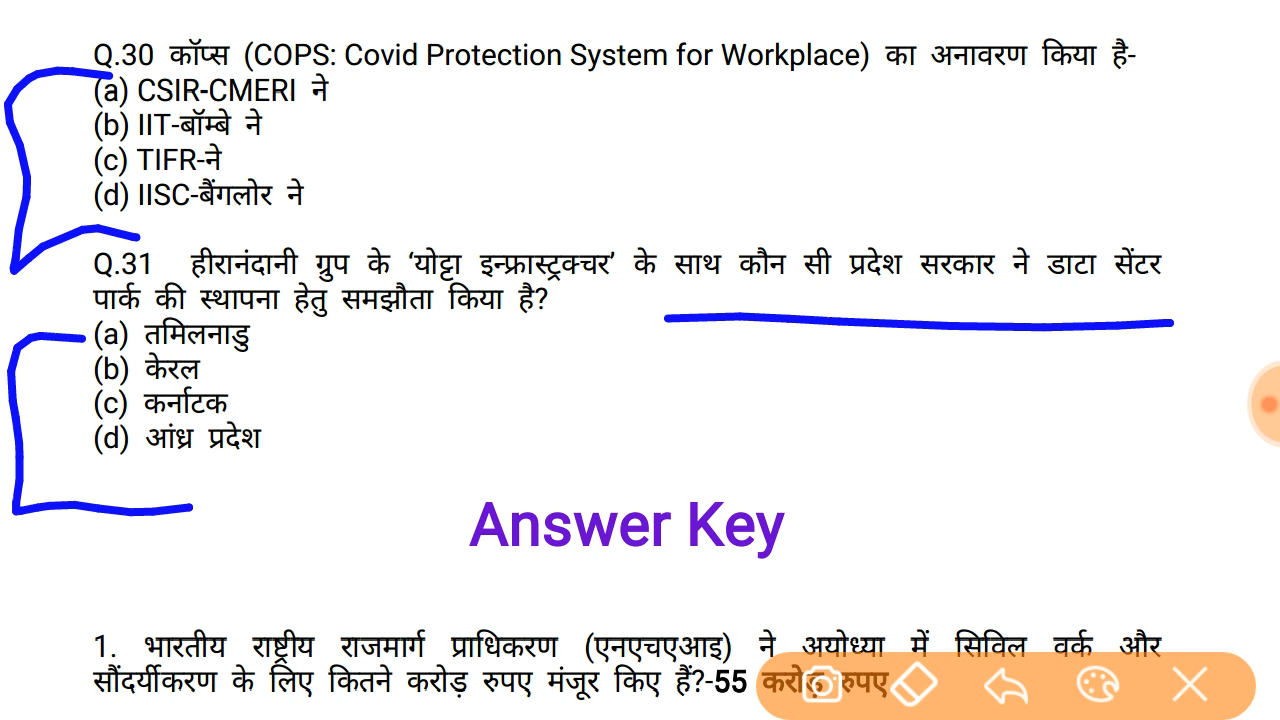 Q.30 कॉप्स (COPS: Covid Protection System for Workplace) का अनावरण किया है-
(a) CSIR-CMERI ने
(b) IIT-बॉम्बे ने
(c) TIFR-ने
(d) IISC-बैंगलोर ने
Q.31 हीरानंदानी ग्रुप के ‘योट्टा इन्फ्रास्ट्रक्चर’ के साथ कौन सी प्रदेश सरकार ने डाटा सेंटर
पार्क की स्थापना हेतु समझौता किया है?
(a) तमिलनाडु
(b) केरल
(c) कर्नाटक
(d) आंध्र प्रदेश
Answer Key
1. भारतीय राष्ट्रीय राजमार्ग प्राधिकरण (एनएचएआइ) ने अयोध्या में सिविल वर्क और
सौंदर्यीकरण के लिए कितने करोड़ रुपए मंजूर किए हैं?-55 करोड़ रुपए